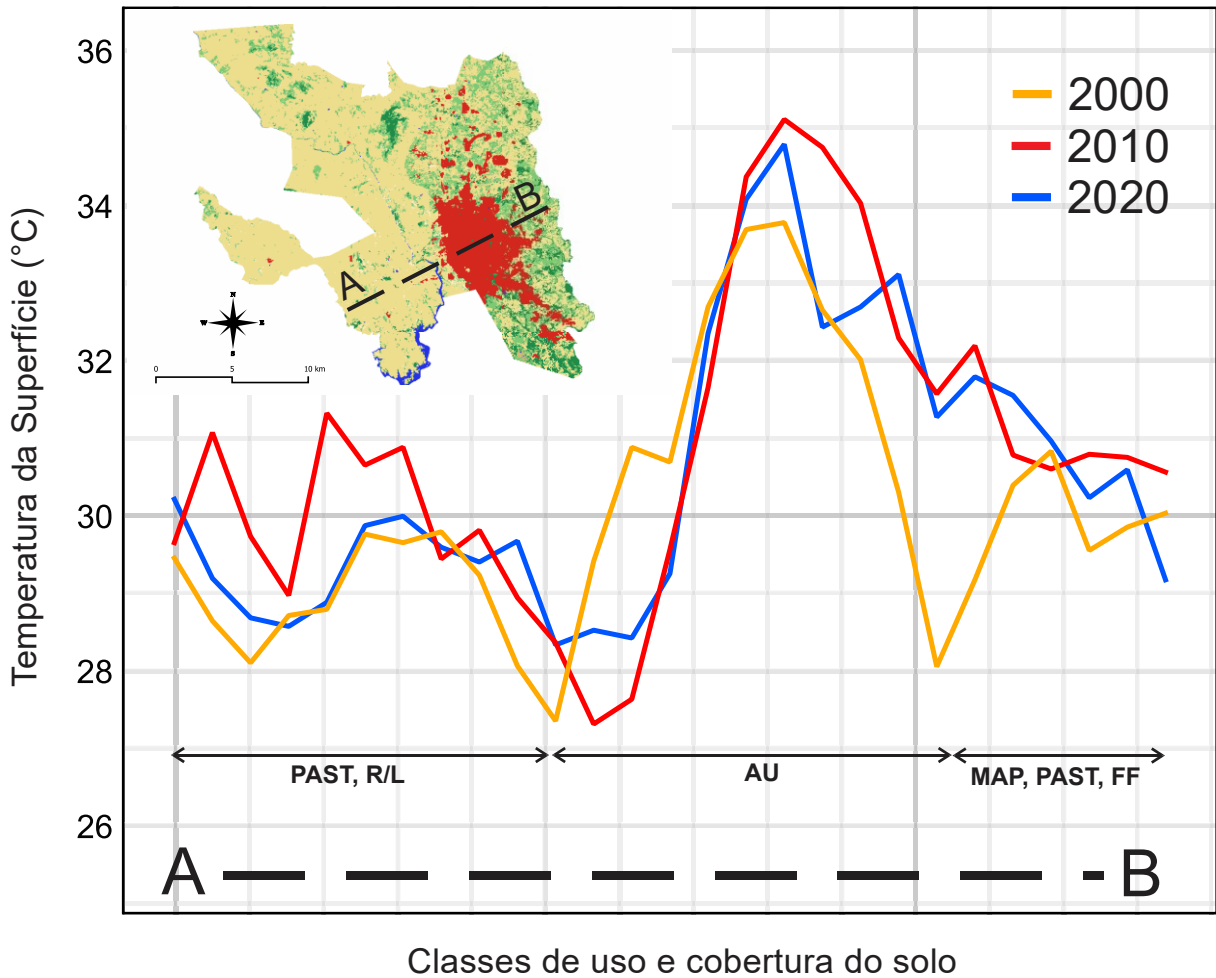 Temperatura da Superfície (°C)
36
34
32
30
28
26
2000
2010
2020
A
B
N
W
E
S
0
5
10 km
PAST, R/L
AU
MAP, PAST, FF
A
B
Classes de uso e cobertura do solo